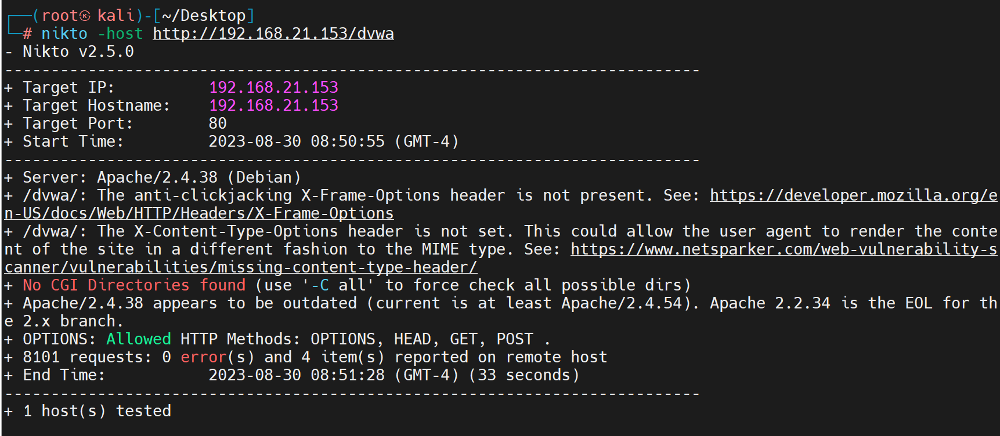 ┌──(root㉿kali)-[~/Desktop]
└─# nikto -host http://192.168.21.153/dvwa
- Nikto v2.5.0
---------------------------------------------------------------------------
+ Target IP:          192.168.21.153
+ Target Hostname:    192.168.21.153
+ Target Port:        80
+ Start Time:         2023-08-30 08:50:55 (GMT-4)
---------------------------------------------------------------------------
+ Server: Apache/2.4.38 (Debian)
+ /dvwa/: The anti-clickjacking X-Frame-Options header is not present. See: https://developer.mozilla.org/e
n-US/docs/Web/HTTP/Headers/X-Frame-Options
+ /dvwa/: The X-Content-Type-Options header is not set. This could allow the user agent to render the conte
nt of the site in a different fashion to the MIME type. See: https://www.netsparker.com/web-vulnerability-s
canner/vulnerabilities/missing-content-type-header/
+ No CGI Directories found (use '-C all' to force check all possible dirs)
+ Apache/2.4.38 appears to be outdated (current is at least Apache/2.4.54). Apache 2.2.34 is the EOL for th
e 2.x branch.
+ OPTIONS: Allowed HTTP Methods: OPTIONS, HEAD, GET, POST .
+ 8101 requests: 0 error(s) and 4 item(s) reported on remote host
+ End Time:           2023-08-30 08:51:28 (GMT-4) (33 seconds)
---------------------------------------------------------------------------
+ 1 host(s) tested